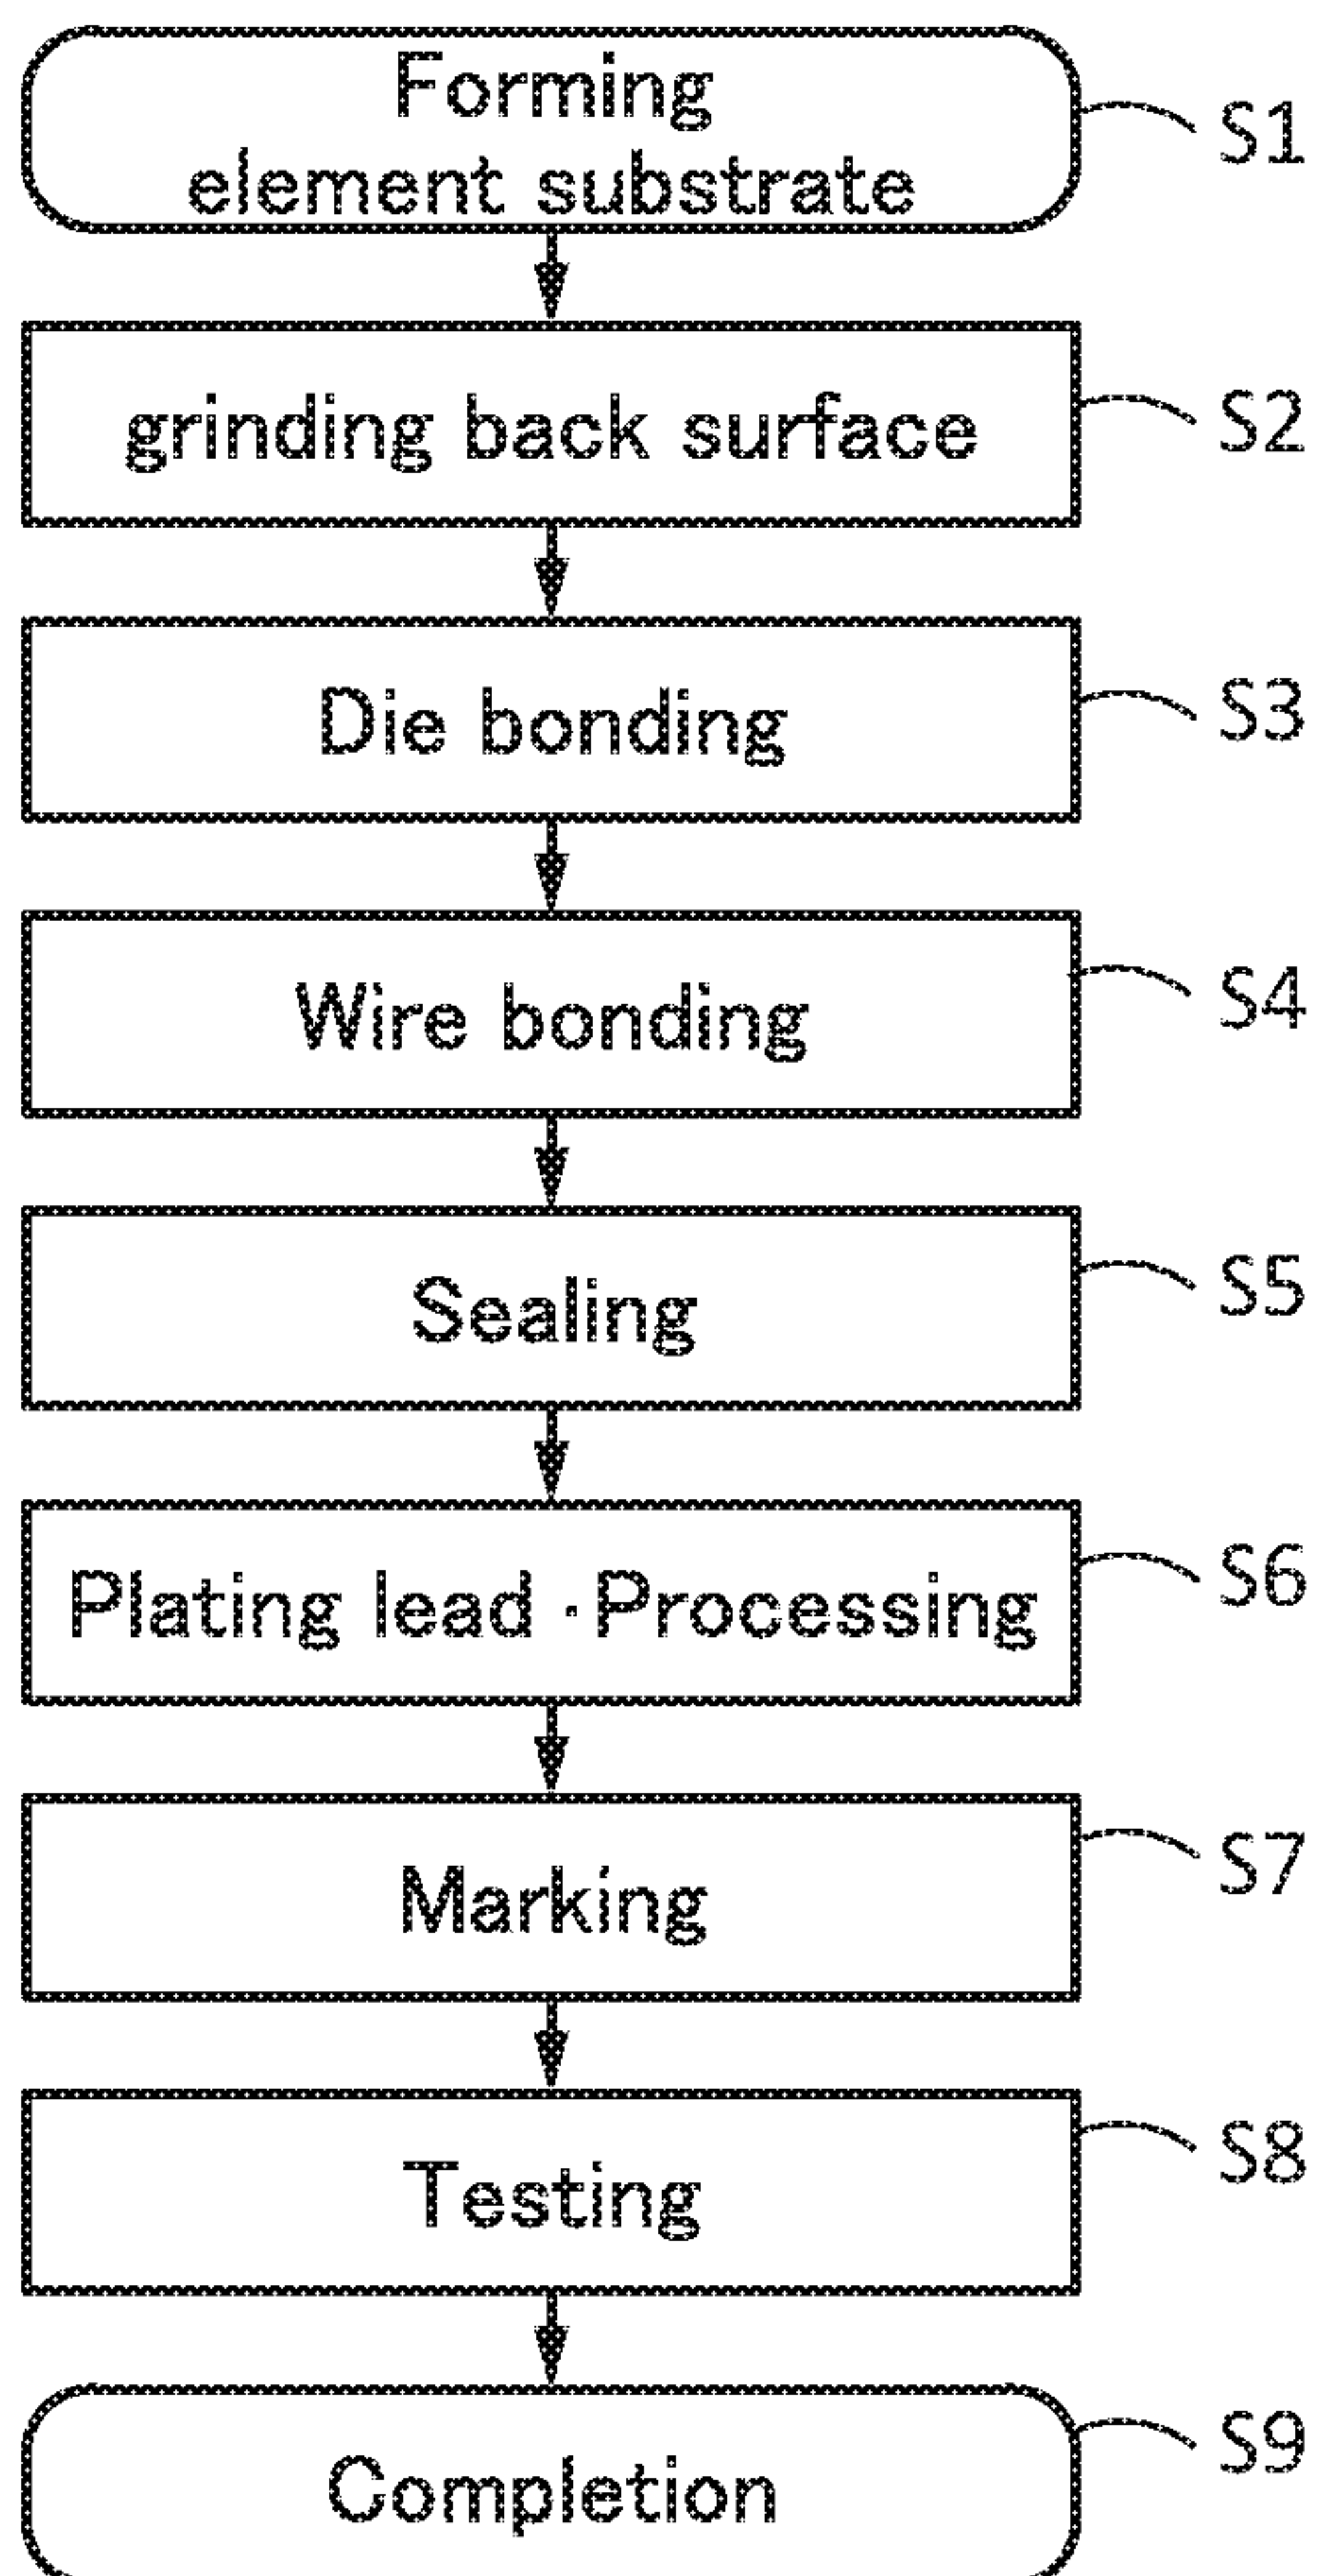 Forming
element substrate
S1
grinding back surface
S2
Die bonding
S3
Wire bonding
S4
Sealing
S5
Plating lead ·Processing
S6
Marking
S7
Testing
S8
Completion
S9